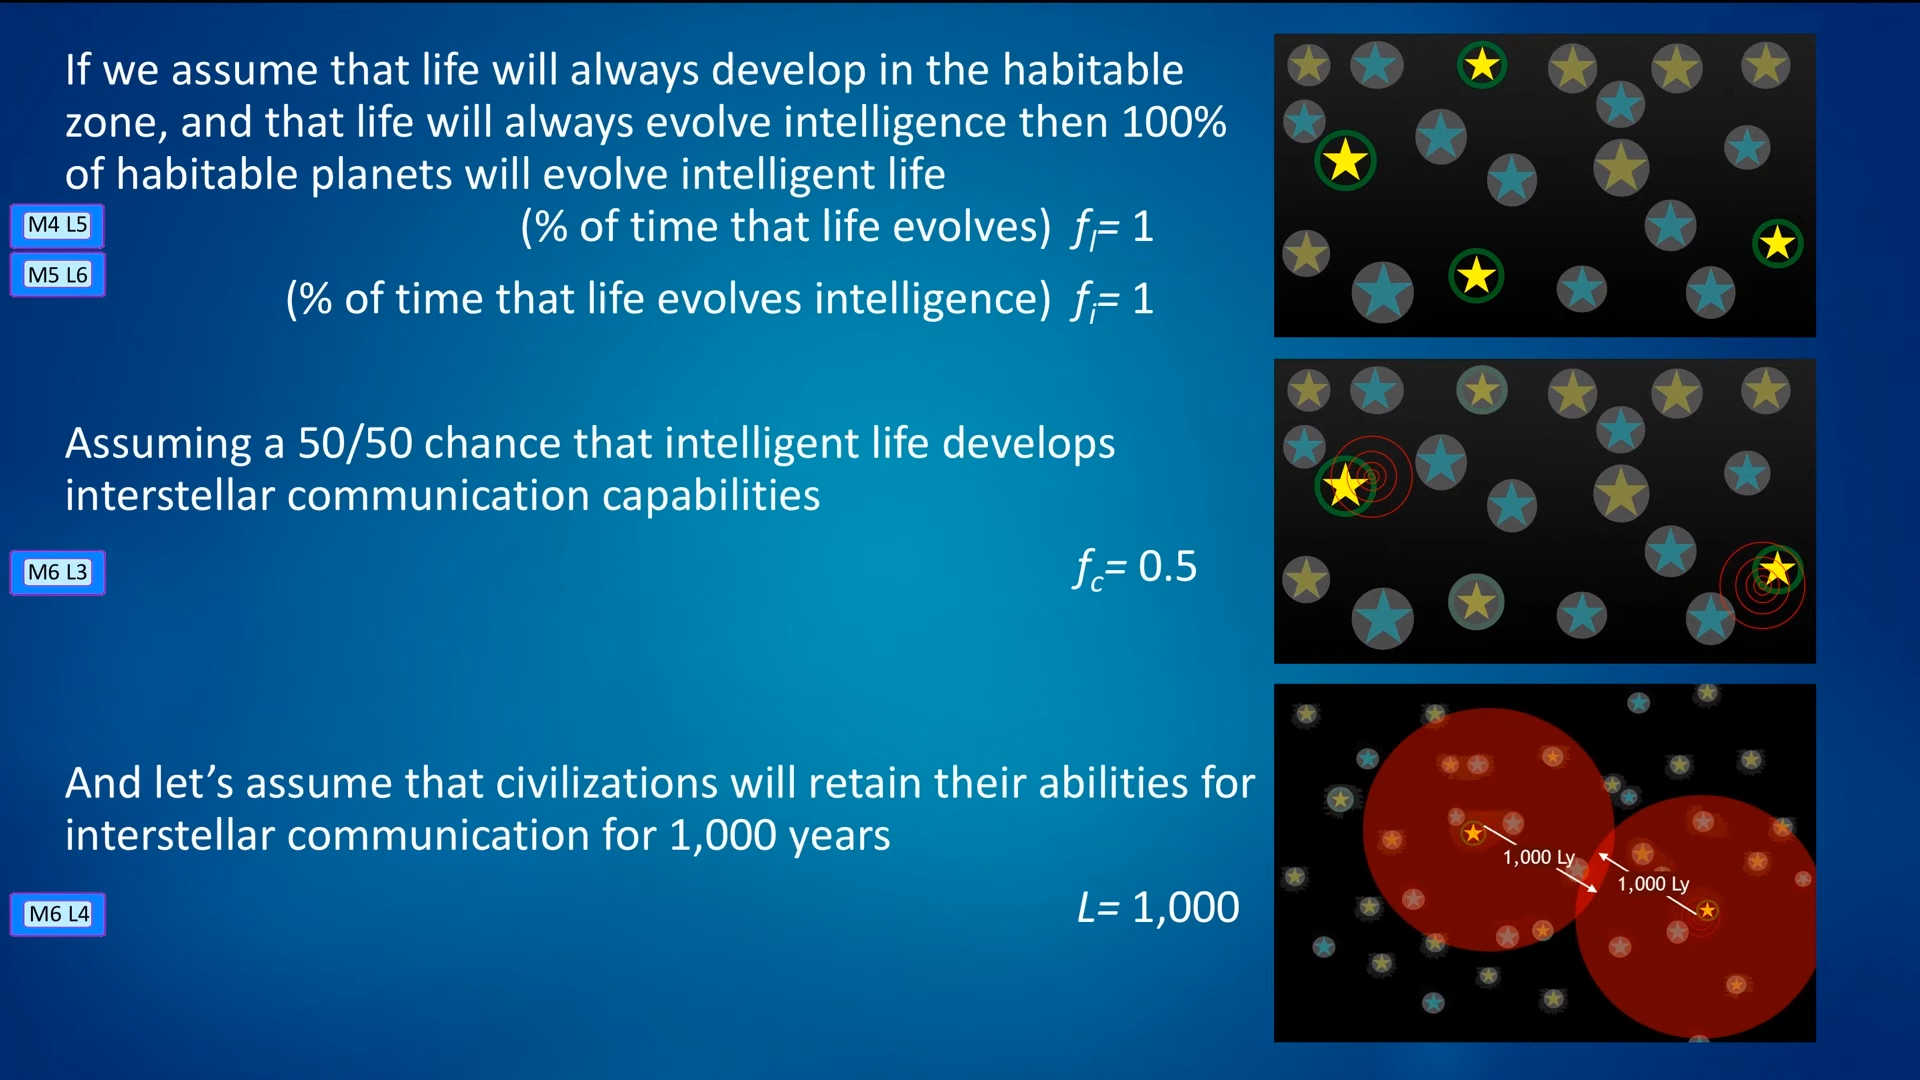 If we assume that life will always develop in the habitable
zone, and that life will always evolve intelligence then 100%
of habitable planets will evolve intelligent life
M4 L5
(% of time that life evolves) fl= 1
M5 L6
(% of time that life evolves intelligence) fi= 1
Assuming a 50/50 chance that intelligent life develops
interstellar communication capabilities
M6 L3
fc= 0.5
And let’s assume that civilizations will retain their abilities for
interstellar communication for 1,000 years
M6 L4
L= 1,000
1,000 Ly
1,000 Ly